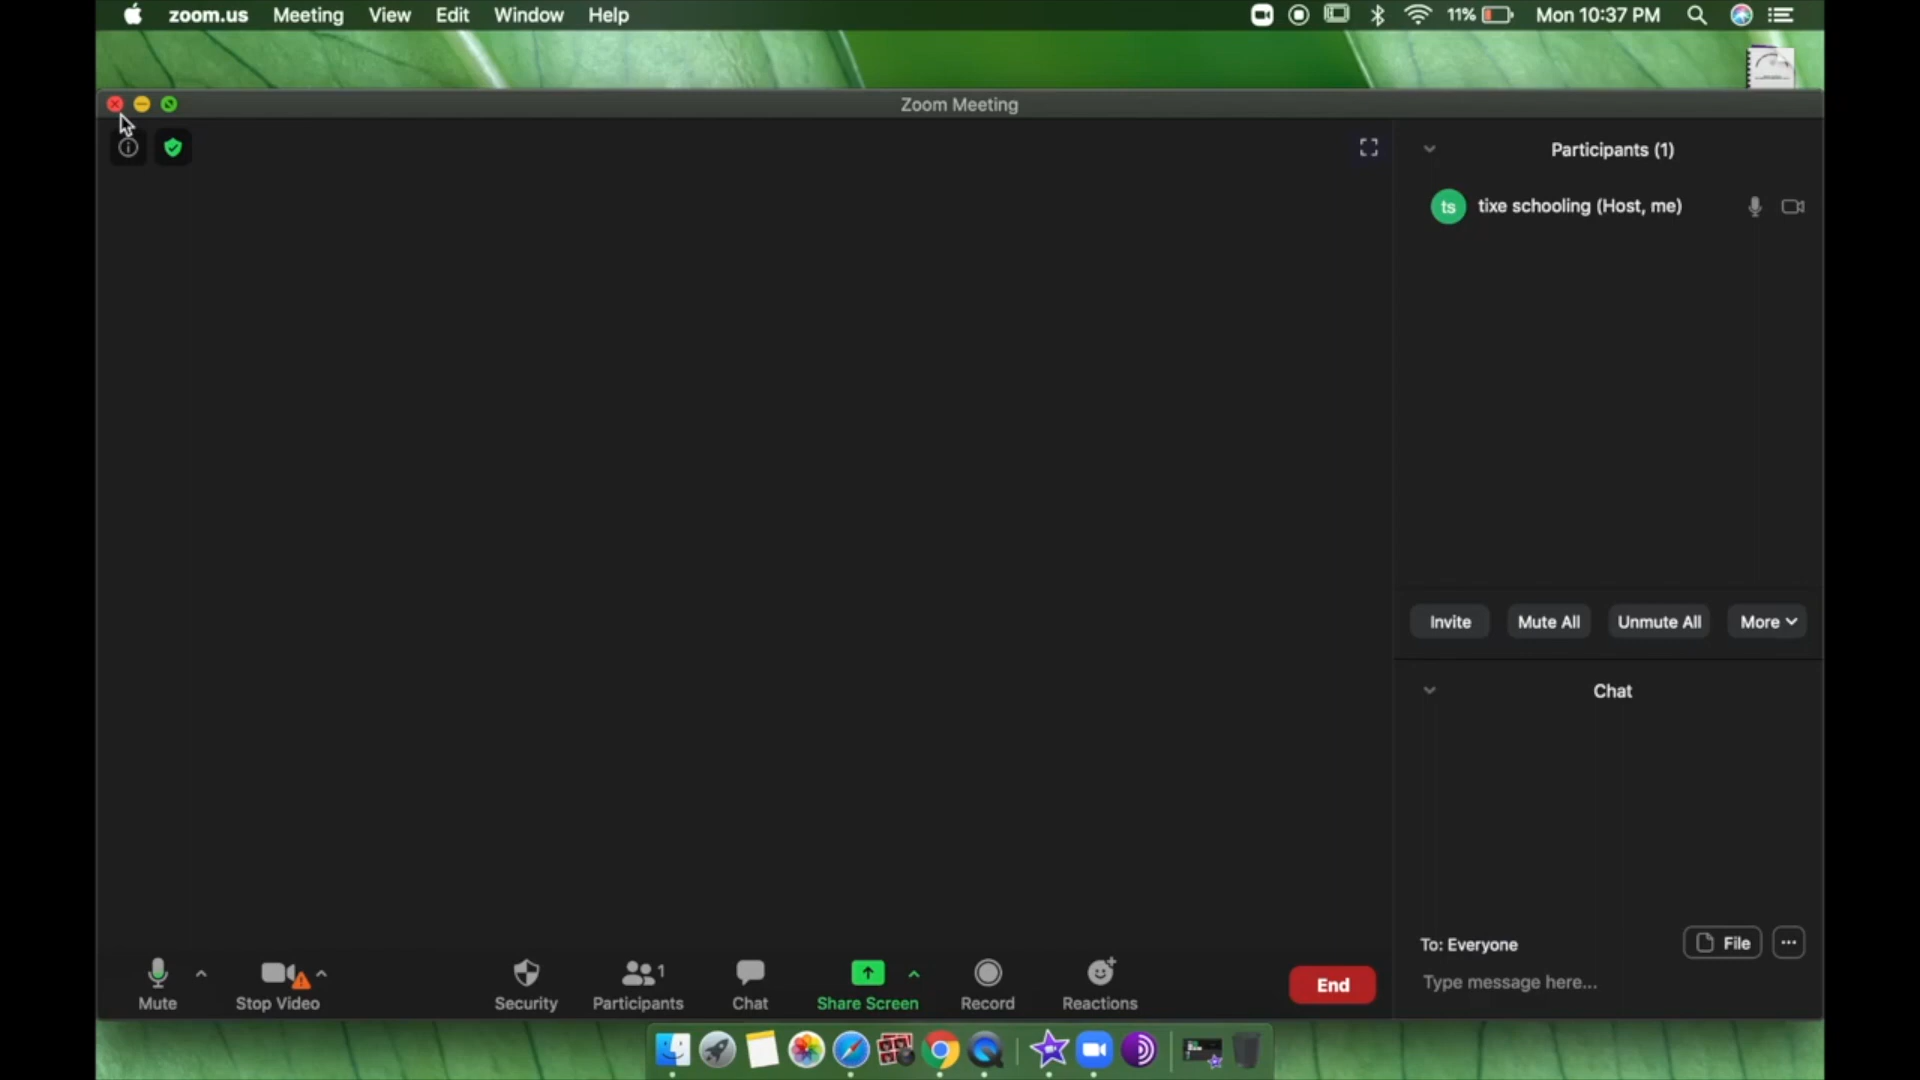 zoom.us Meeting View Edit Window Help 11% Mon 10:37 PM
Zoom Meeting
Participants (1)
ts tixe schooling (Host, me)
Invite Mute All Unmute All More
Chat
To: Everyone File
Type message here...
1
Mute Stop Video Security Participants Chat Share Screen Record Reactions End